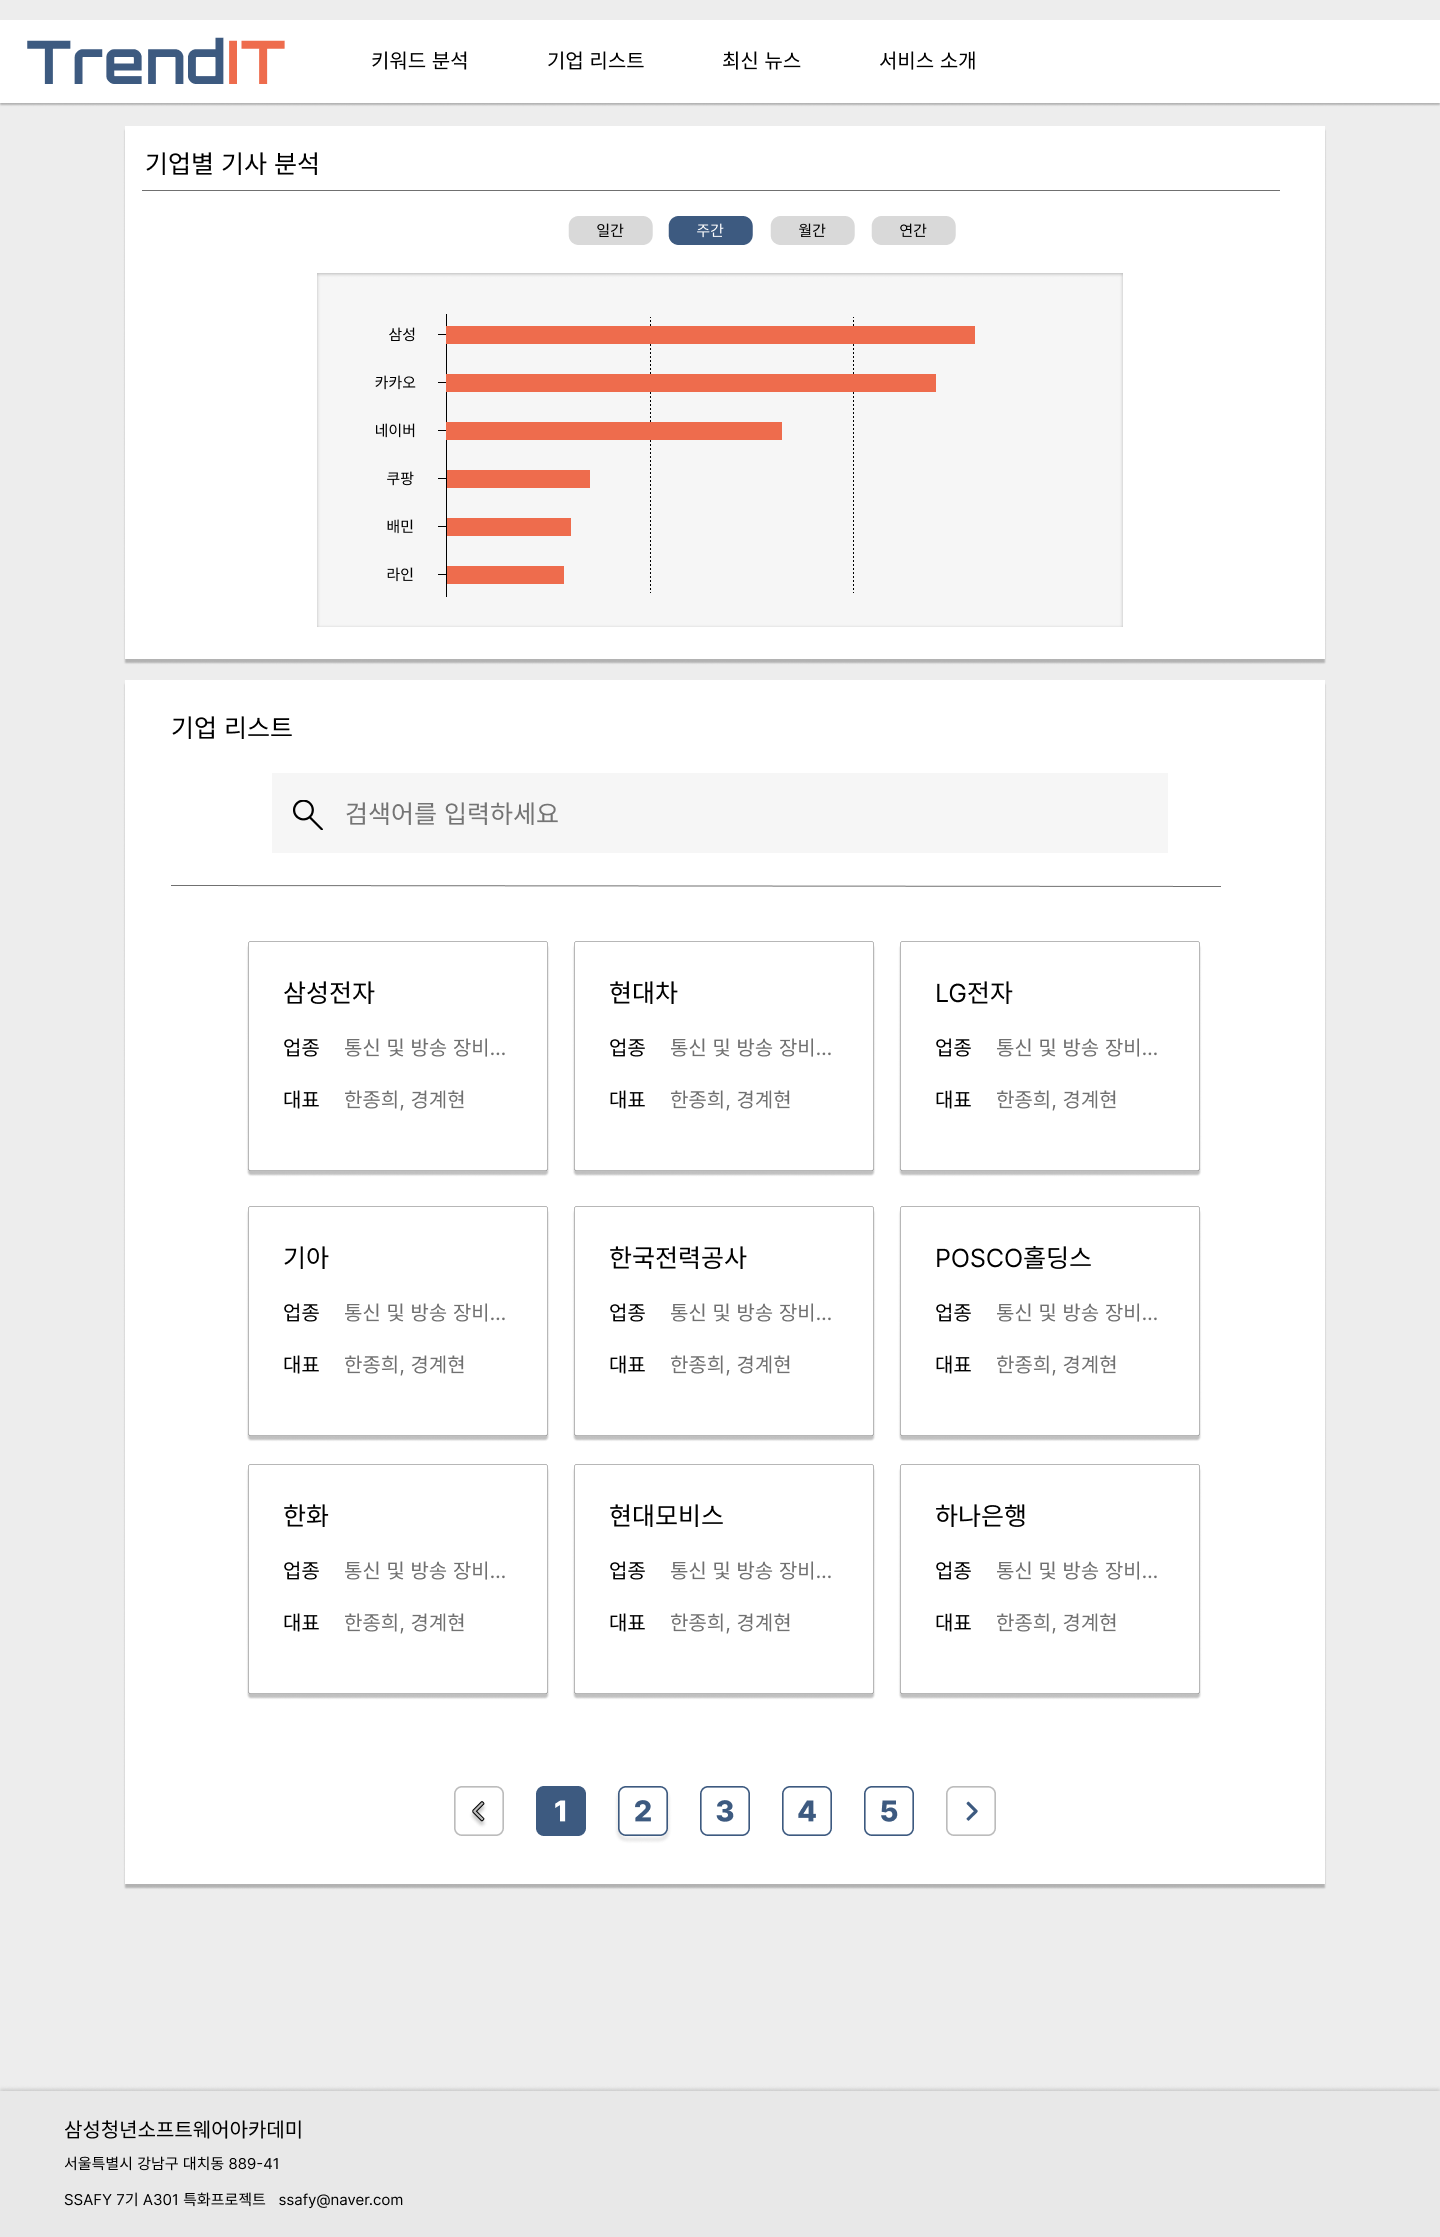 TrendIT 키워드 분석 기업 리스트 최신 뉴스 서비스 소개
기업별 기사 분석
일간 주간 월간 연간
삼성
카카오
네이버
쿠팡
배민
라인
기업 리스트
검색어를 입력하세요
삼성전자 현대차 LG전자
업종 통신 및 방송 장비... 업종 통신 및 방송 장비... 업종 통신 및 방송 장비...
대표 한종희, 경계현 대표 한종희, 경계현 대표 한종희, 경계현
기아 한국전력공사 POSCO홀딩스
업종 통신 및 방송 장비... 업종 통신 및 방송 장비... 업종 통신 및 방송 장비...
대표 한종희, 경계현 대표 한종희, 경계현 대표 한종희, 경계현
한화 현대모비스 하나은행
업종 통신 및 방송 장비... 업종 통신 및 방송 장비... 업종 통신 및 방송 장비...
대표 한종희, 경계현 대표 한종희, 경계현 대표 한종희, 경계현
1 2 3 4 5
삼성청년소프트웨어아카데미
서울특별시 강남구 대치동 889-41
SSAFY 7기 A301 특화프로젝트 ssafy@naver.com